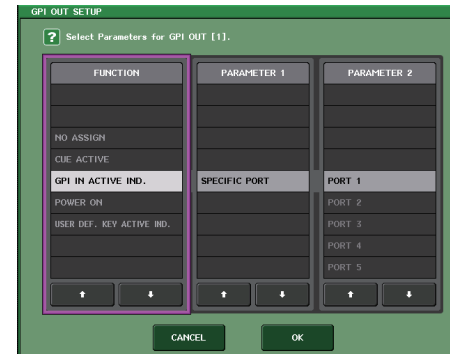 GPI OUT SETUP
? Select Parameters for GPI OUT [1].
FUNCTION PARAMETER 1 PARAMETER 2
NO ASSIGN
CUE ACTIVE
GPI IN ACTIVE IND. SPECIFIC PORT PORT 1
POWER ON PORT 2
USER DEF. KEY ACTIVE IND. PORT 3
PORT 4
PORT 5
CANCEL OK